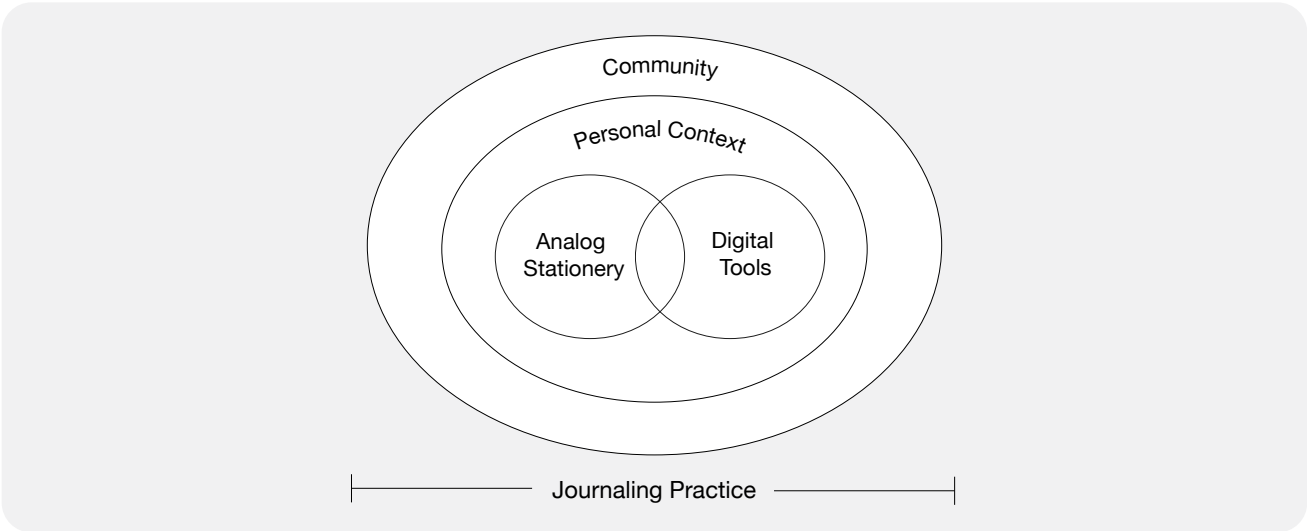 Community
Personal Context
Analog
Stationery
Digital
Tools
Journaling Practice